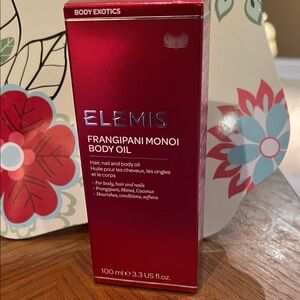 BODY EXOTICS
ELEMIS
FRANGIPANI MONOI
BODY OIL
Hair, nail and body oil
Huile pour les cheveux, les ongles
et le corps
- For body, hair and nails
- Frangipani, Monoi, Coconut
- Nourishes, conditions, softens
100 ml e 3.3 US fl.oz.